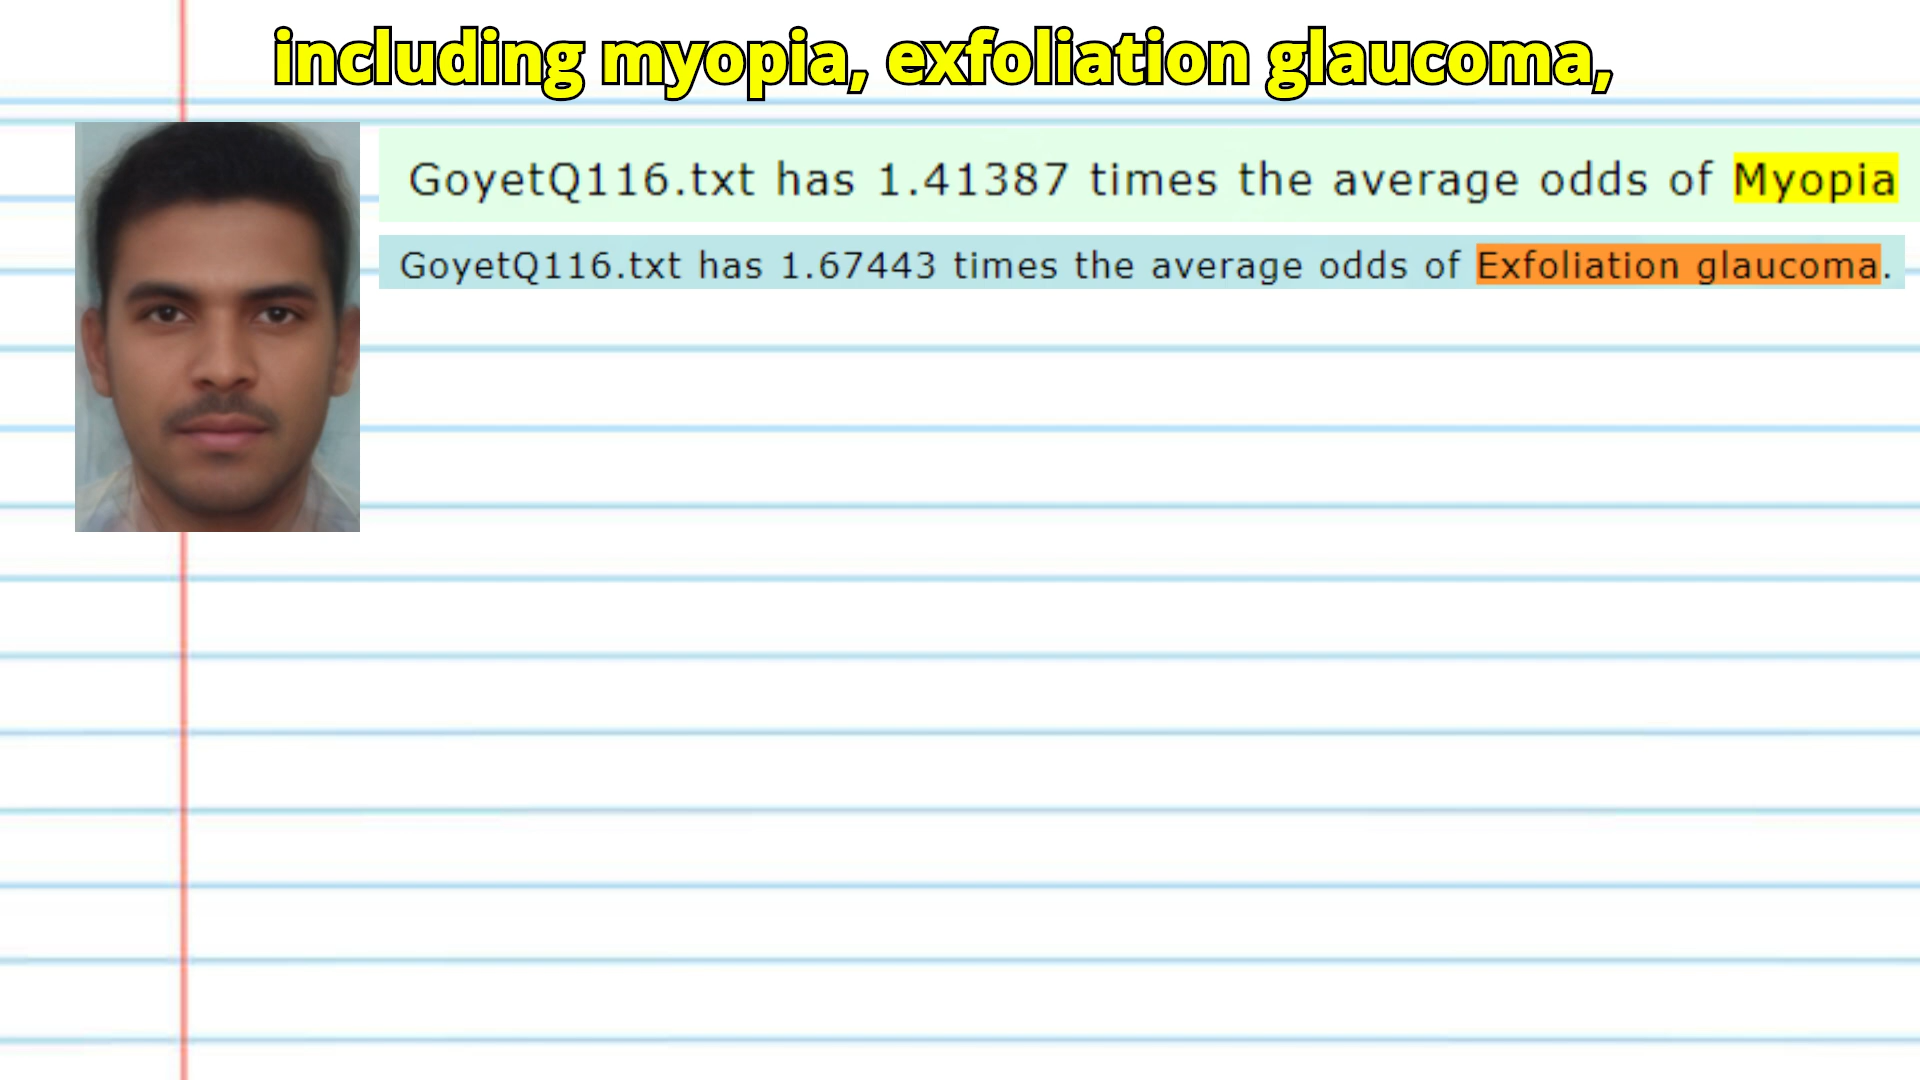 including myopia, exfoliation glaucoma,
GoyetQ116.txt has 1.41387 times the average odds of Myopia
GoyetQ116.txt has 1.67443 times the average odds of Exfoliation glaucoma.